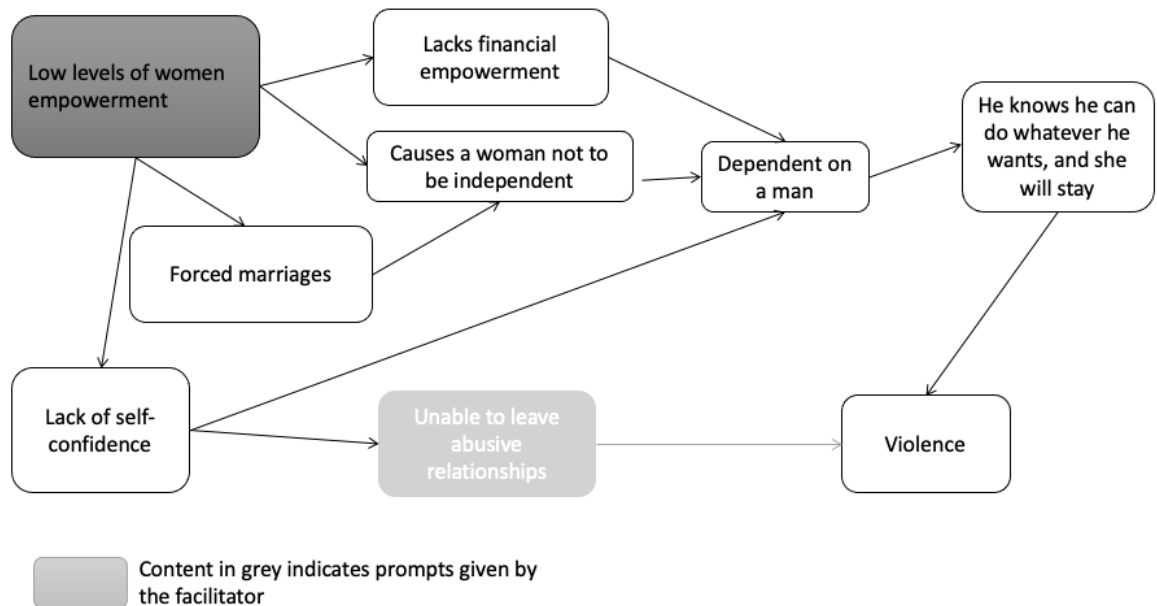 Low levels of women
empowerment
Lacks financial
empowerment
Causes a woman not to
be independent
Dependent on
a man
He knows he can
do whatever he
wants, and she
will stay
Forced marriages
Lack of self-
confidence
Unable to leave
abusive
relationships
Violence
Content in grey indicates prompts given by
the facilitator